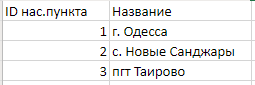 ID нас.пункта Название
1 г. Одесса
2 с. Новые Санджары
3 пгт Таирово